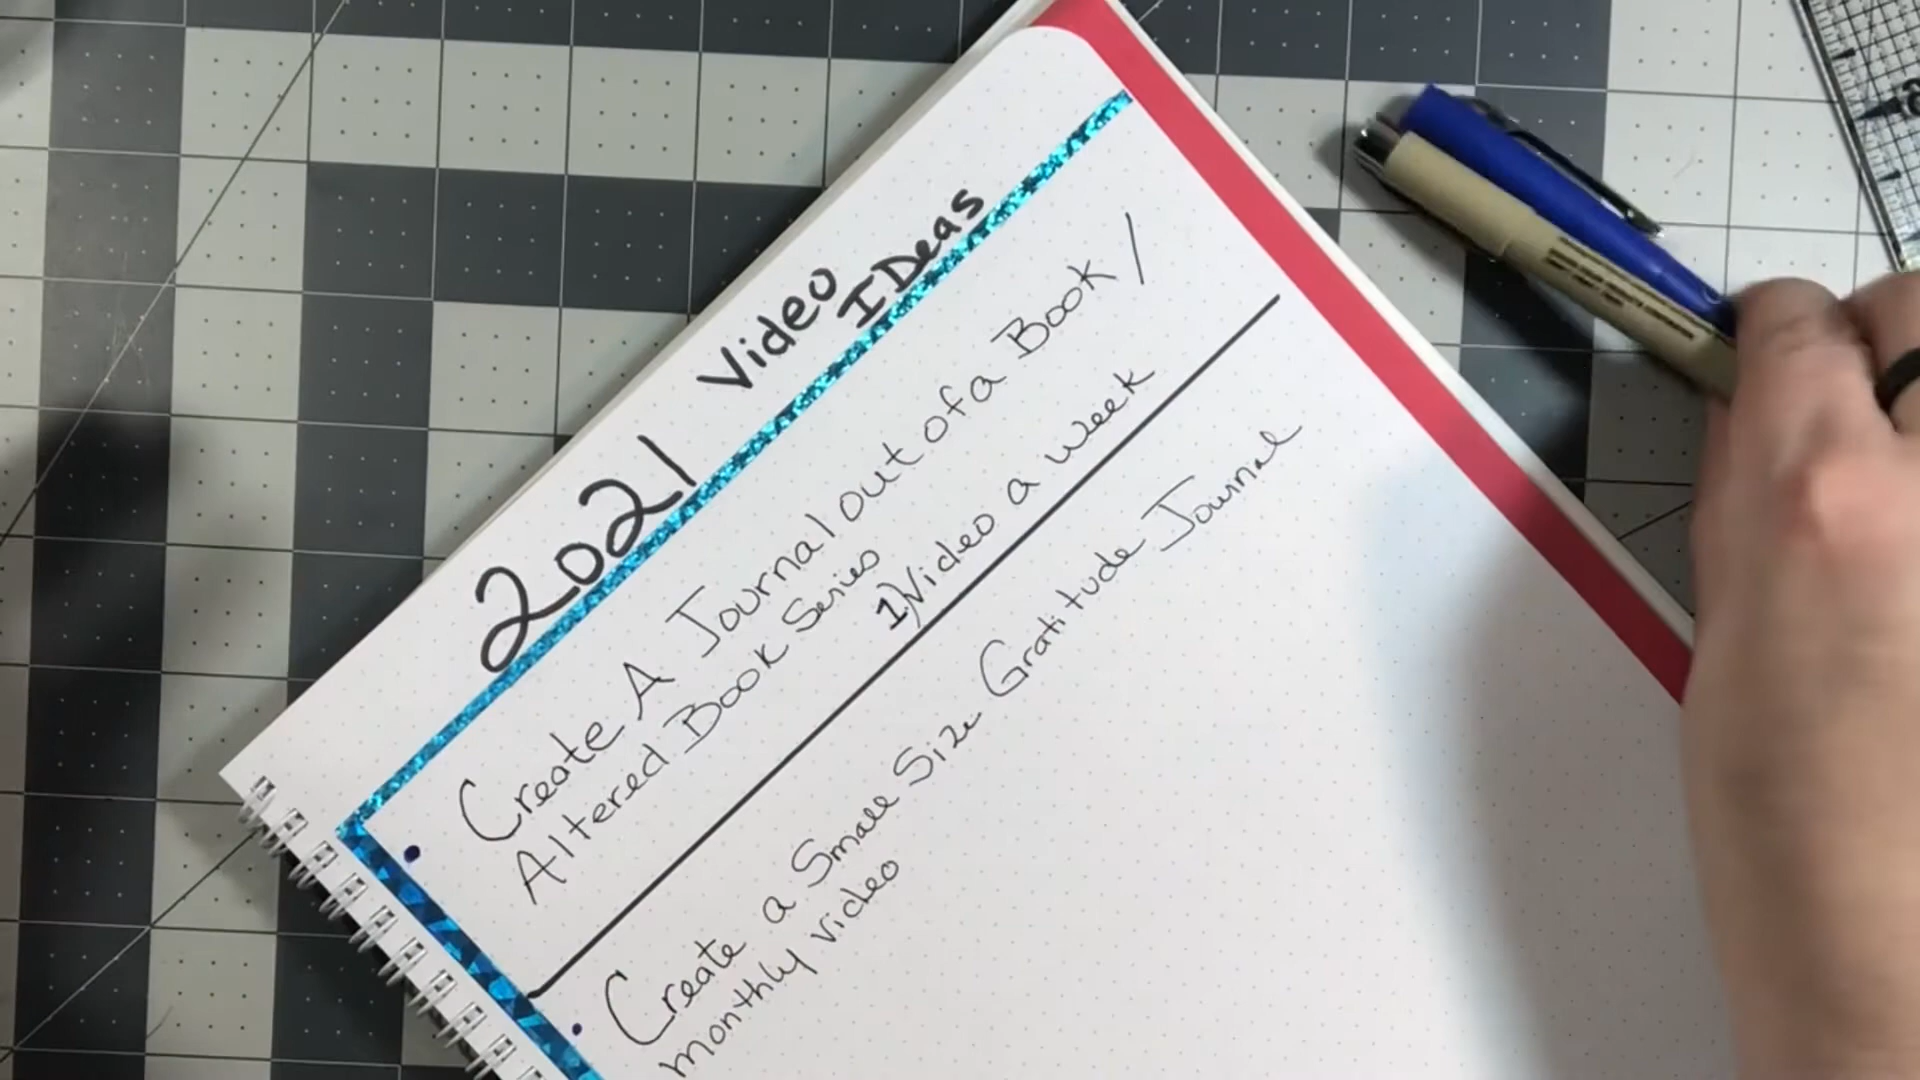 2021 Video
IDeas
Create A Journal out of a Book /
Altered Book Series
1) Video a week
Create a Small Size Gratitude Journal
monthly video